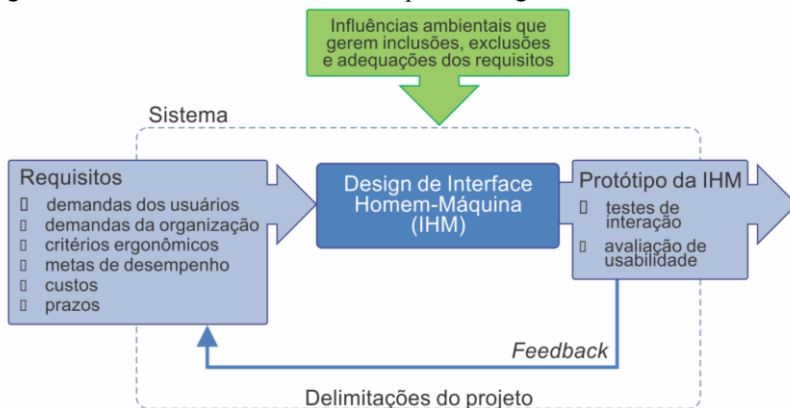 Influências ambientais que
gerem inclusões, exclusões
e adequações dos requisitos
Sistema
Requisitos
demandas dos usuários
demandas da organização
critérios ergonômicos
metas de desempenho
custos
prazos
Design de Interface
Homem-Máquina
(IHM)
Protótipo da IHM
testes de
interação
avaliação de
usabilidade
Feedback
Delimitações do projeto